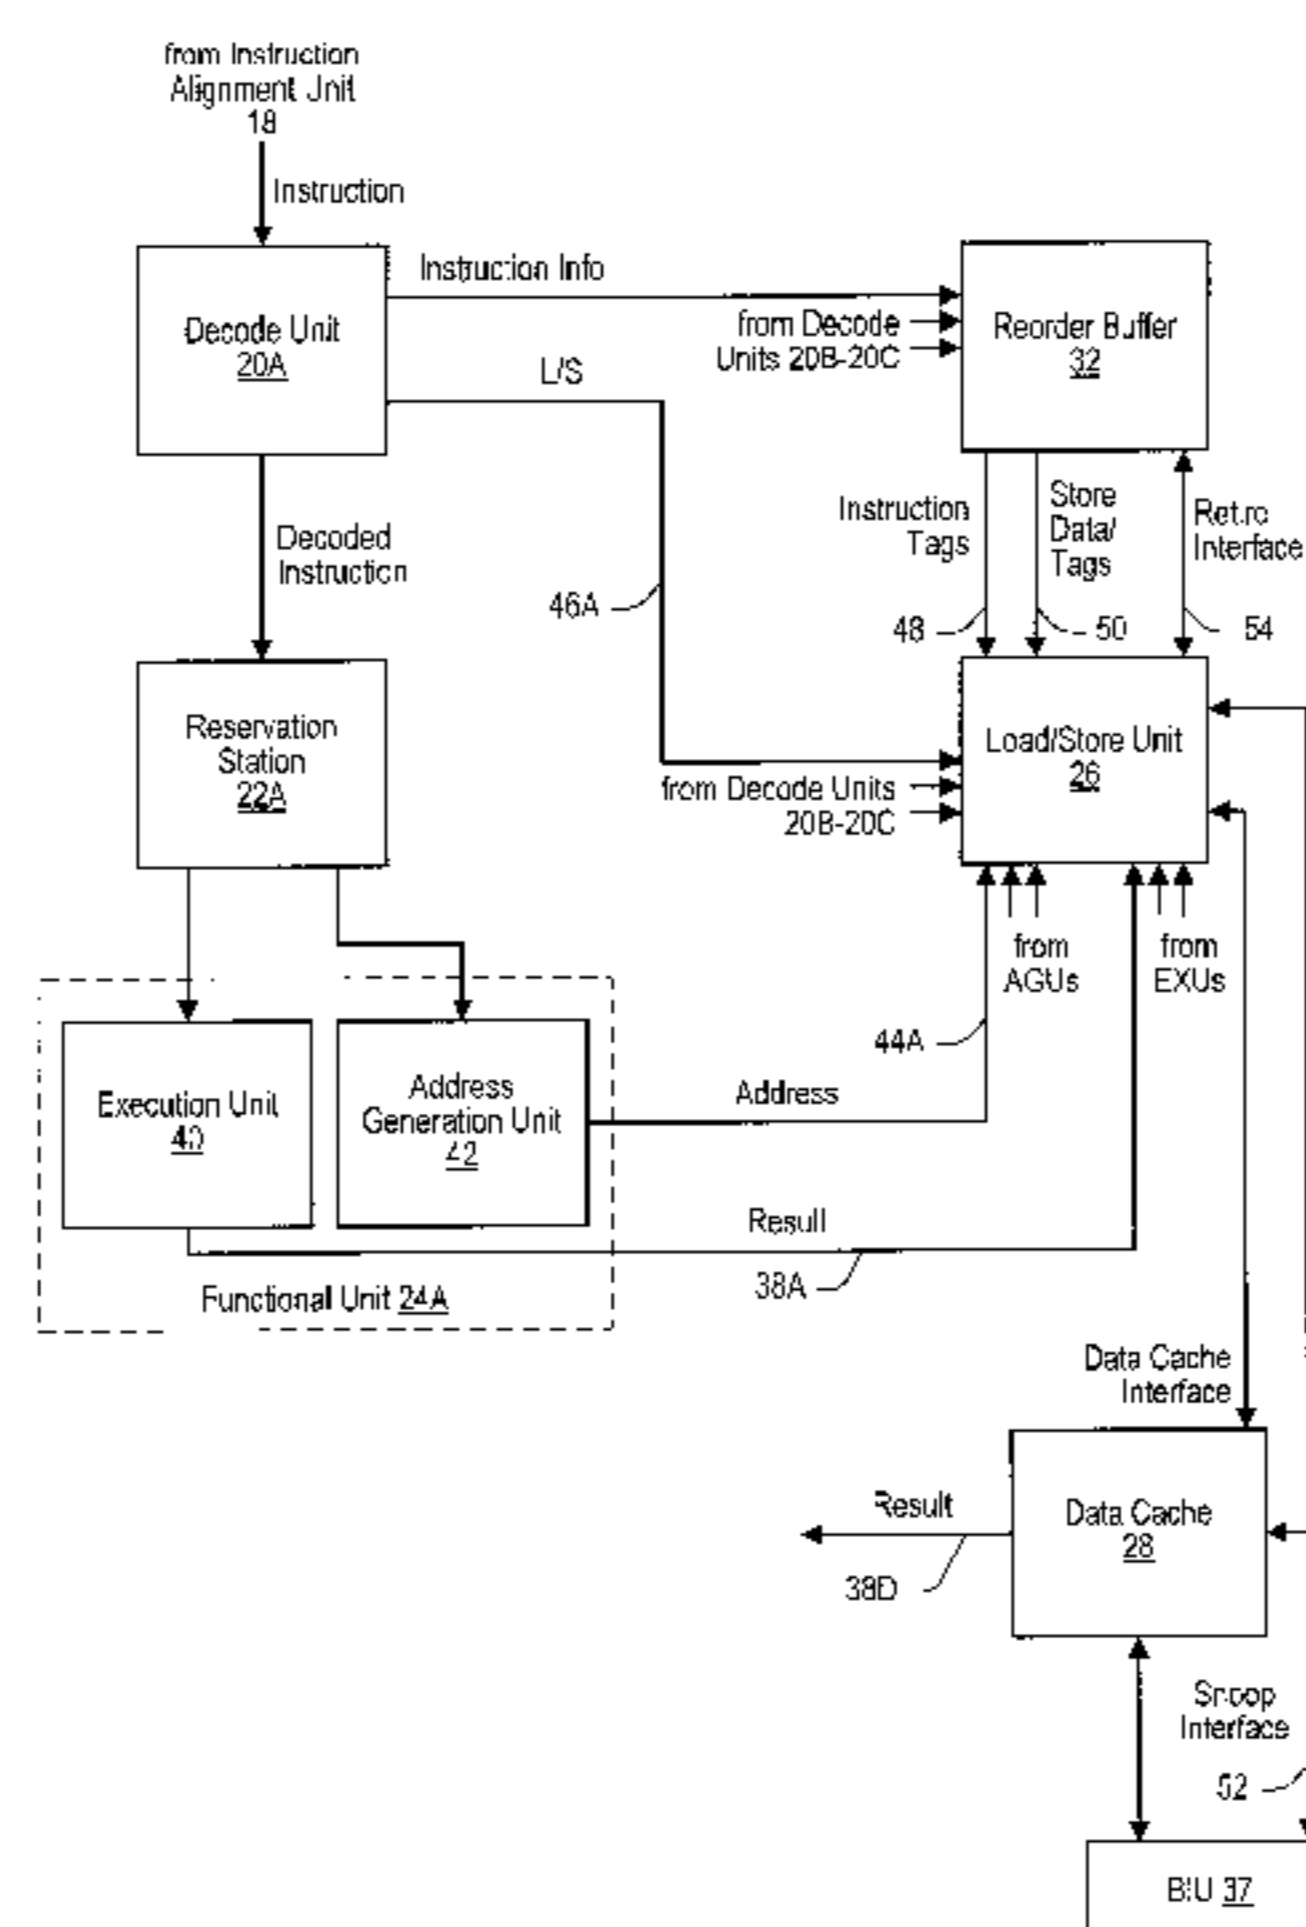 from Instruction
Alignment Unit
18
Instruction
Decode Unit
20A
Instruction Info
L/S
from Decode
Units 20B-20C
Reorder Buffer
32
Decoded
Instruction
46A
Instruction
Tags
48
Store
Data/
Tags
50
Retire
Interface
54
Reservation
Station
22A
Load/Store Unit
26
from Decode Units
20B-20C
from
AGUs
from
EXUs
44A
Execution Unit
40
Address
Generation Unit
42
Address
Result
38A
Functional Unit 24A
Data Cache
Interface
Data Cache
28
Result
38D
Snoop
Interface
52
BIU 37